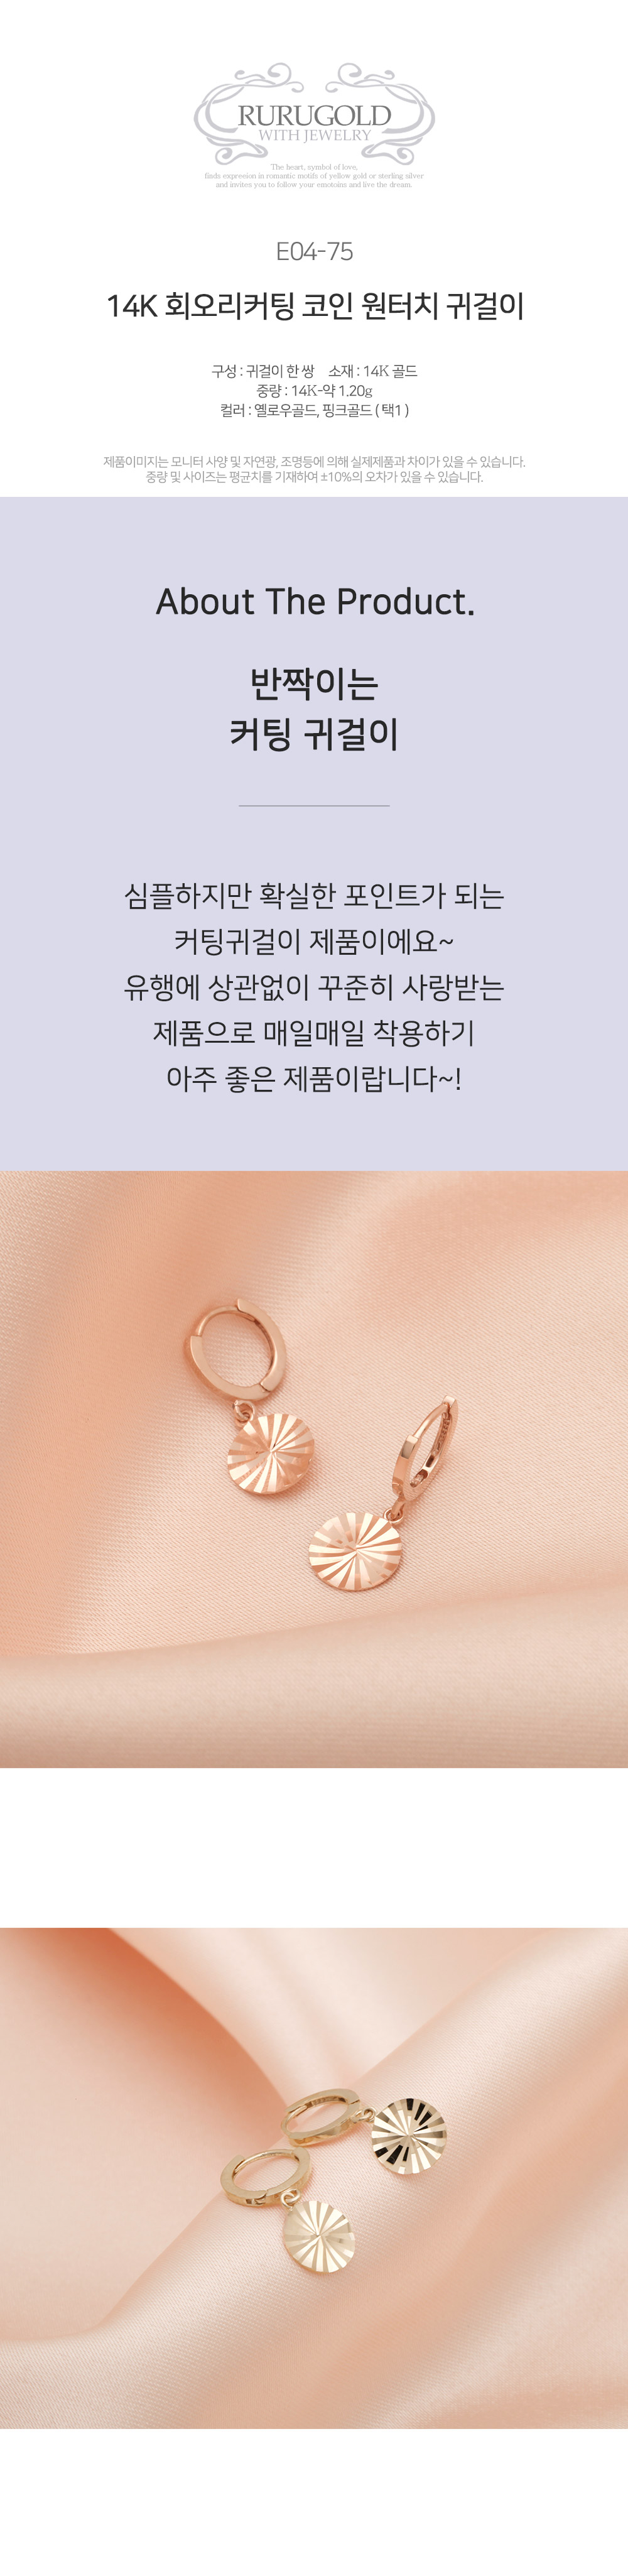 RURUGOLD
WITH JEWELRY
The heart, symbol of love,
finds expreeion in romantic motifs of yellow gold or sterling silver
and invites you to follow your emotoins and live the dream.
E04-75
14K 회오리커팅 코인 원터치 귀걸이
구성 : 귀걸이 한 쌍 소재 : 14K 골드
중량 : 14K-약 1.20g
컬러 : 옐로우골드, 핑크골드 ( 택1 )
제품이미지는 모니터 사양 및 자연광, 조명등에 의해 실제제품과 차이가 있을 수 있습니다.
중량 및 사이즈는 평균치를 기재하여 ±10%의 오차가 있을 수 있습니다.
About The Product.
반짝이는
커팅 귀걸이
심플하지만 확실한 포인트가 되는
커팅귀걸이 제품이에요~
유행에 상관없이 꾸준히 사랑받는
제품으로 매일매일 착용하기
아주 좋은 제품이랍니다~!